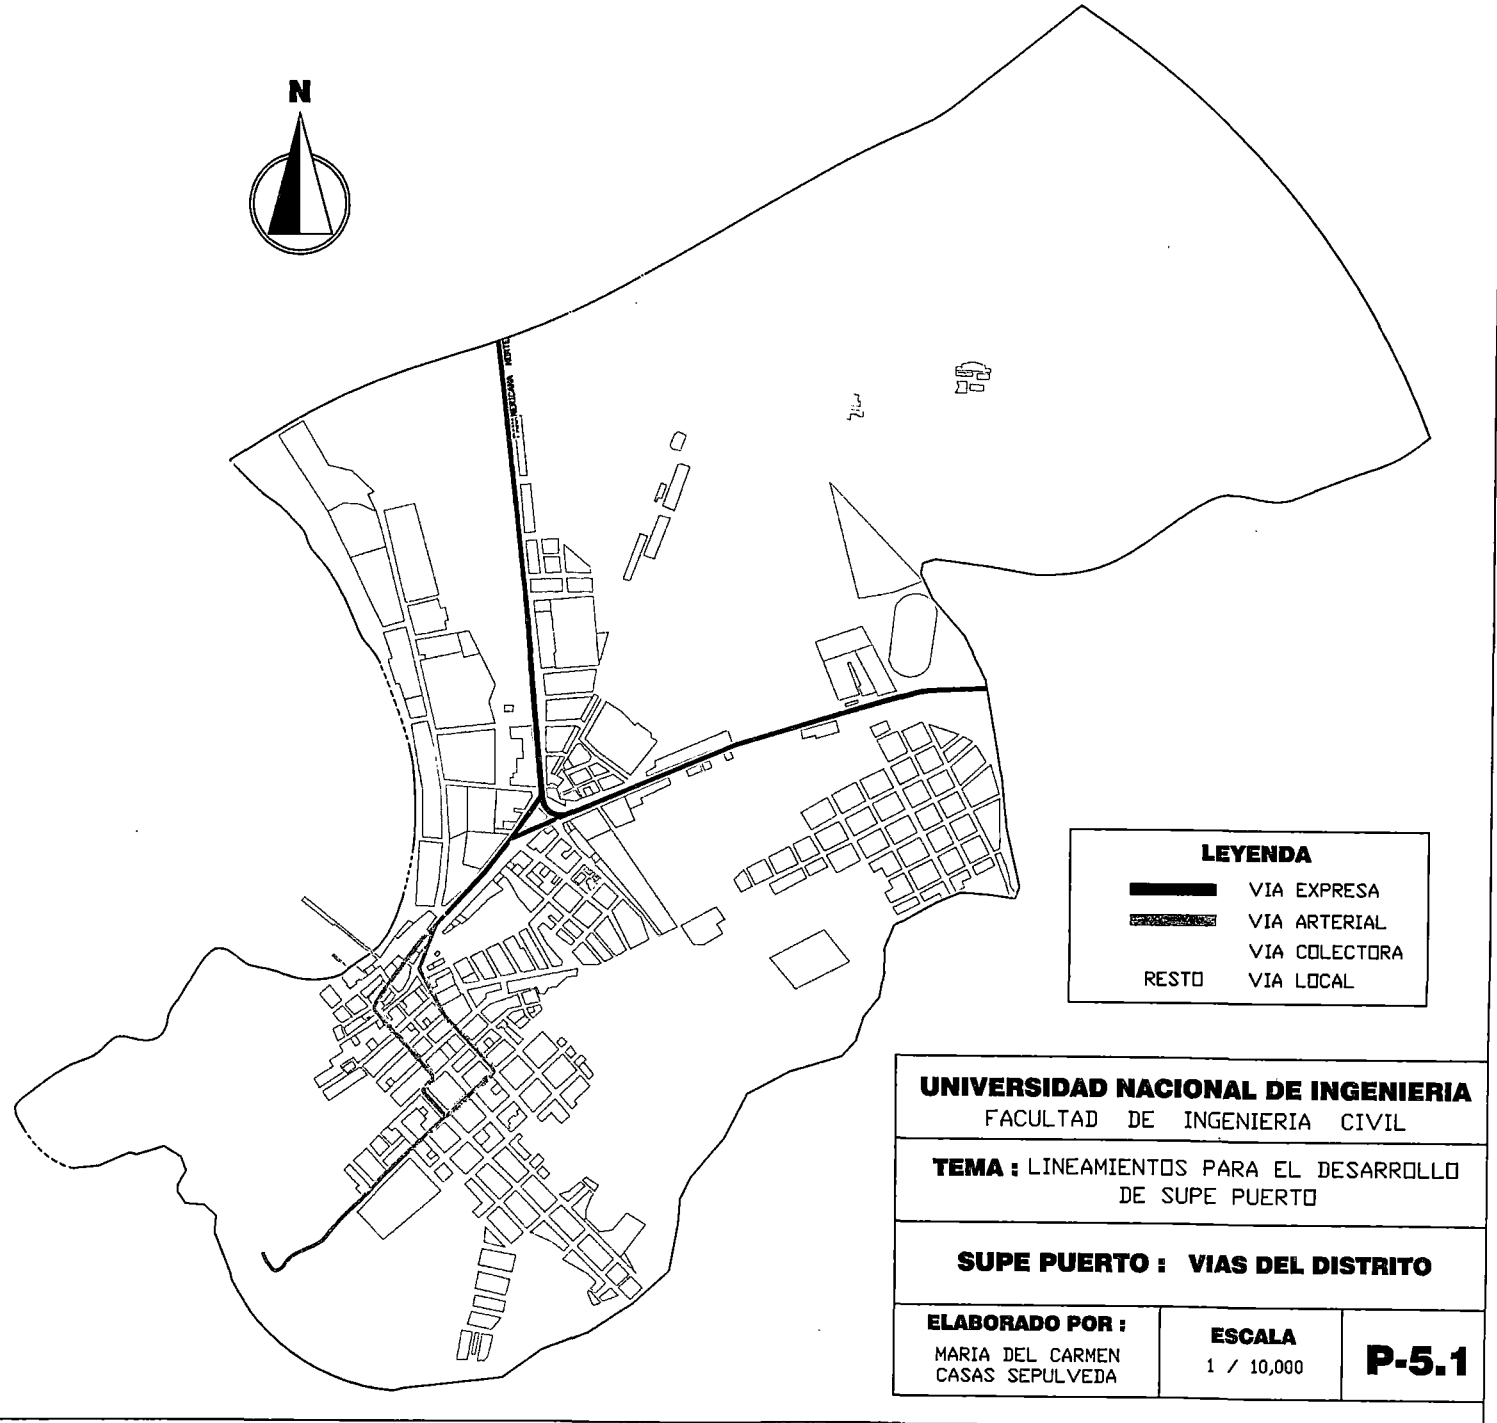 N
NORTE
LEYENDA
VIA EXPRESA
VIA ARTERIAL
VIA COLECTORA
RESTO VIA LOCAL
UNIVERSIDAD NACIONAL DE INGENIERIA
FACULTAD DE INGENIERIA CIVIL
TEMA : LINEAMIENTOS PARA EL DESARROLLO
DE SUPE PUERTO
SUPE PUERTO : VIAS DEL DISTRITO
ELABORADO POR :
MARIA DEL CARMEN
CASAS SEPULVEDA
ESCALA
1 / 10,000
P-5.1